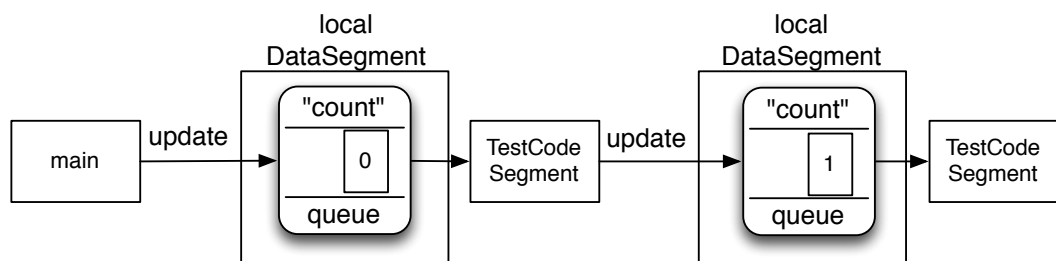 local
DataSegment
local
DataSegment
main
update
"count"
0
queue
TestCode
Segment
update
"count"
1
queue
TestCode
Segment